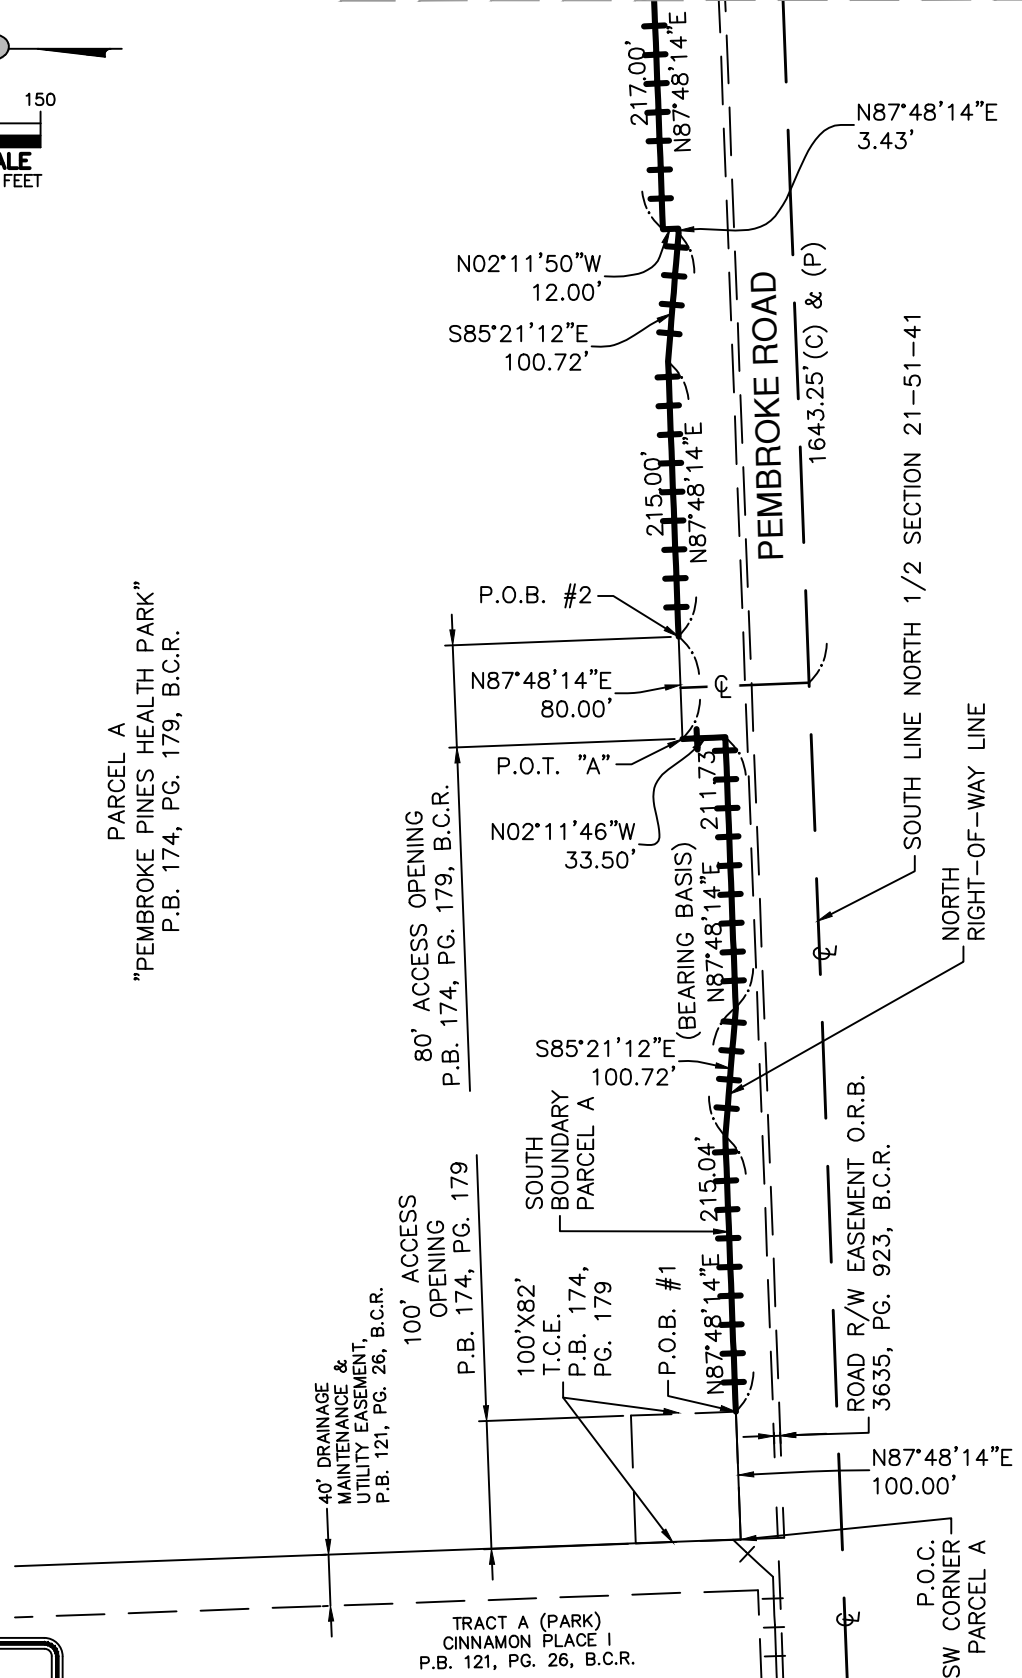 150
ALE
FEET
217.00'
N87°48'14"E
N87°48'14"E
3.43'
N02°11'50"W
12.00'
S85°21'12"E
100.72'
PEMBROKE ROAD
1643.25'(C) & (P)
215.00'
N87°48'14"E
SOUTH LINE NORTH 1/2 SECTION 21-51-41
P.O.B. #2
N87°48'14"E
80.00'
℄
P.O.T. "A"
N02°11'46"W
33.50'
PARCEL A
"PEMBROKE PINES HEALTH PARK"
P.B. 174, PG. 179, B.C.R.
80' ACCESS OPENING
P.B. 174, PG. 179, B.C.R.
211.73'
N87°48'14"E
(BEARING BASIS)
NORTH
RIGHT-OF-WAY LINE
℄
S85°21'12"E
100.72'
SOUTH
BOUNDARY
PARCEL A
215.04'
N87°48'14"E
100' ACCESS
OPENING
P.B. 174, PG. 179
100'X82'
T.C.E.
P.B. 174,
PG. 179
P.O.B. #1
ROAD R/W EASEMENT O.R.B.
3635, PG. 923, B.C.R.
40' DRAINAGE
MAINTENANCE &
UTILITY EASEMENT,
P.B. 121, PG. 26, B.C.R.
N87°48'14"E
100.00'
P.O.C.
SW CORNER
PARCEL A
℄
TRACT A (PARK)
CINNAMON PLACE I
P.B. 121, PG. 26, B.C.R.